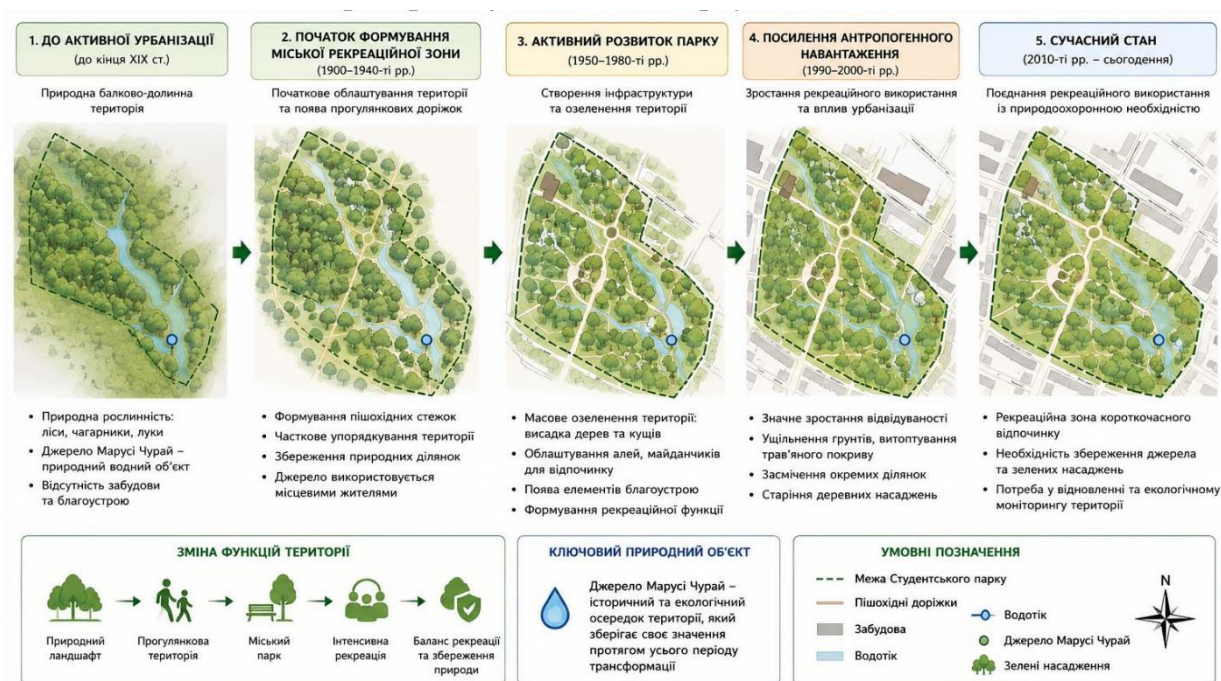 1. ДО АКТИВНОЇ УРБАНІЗАЦІЇ
(до кінця XIX ст.)
Природна балково-долинна
територія
• Природна рослинність:
ліси, чагарники, луки
• Джерело Марусі Чурай –
природний водний об'єкт
• Відсутність забудови
та благоустрою
2. ПОЧАТОК ФОРМУВАННЯ
МІСЬКОЇ РЕКРЕАЦІЙНОЇ ЗОНИ
(1900–1940-ті рр.)
Початкове облаштування території
та поява прогулянкових доріжок
• Формування пішохідних стежок
• Часткове упорядкування території
• Збереження природних ділянок
• Джерело використовується
місцевими жителями
3. АКТИВНИЙ РОЗВИТОК ПАРКУ
(1950–1980-ті рр.)
Створення інфраструктури
та озеленення території
• Масове озеленення території:
висадка дерев та кущів
• Облаштування алей, майданчиків
для відпочинку
• Поява елементів благоустрою
• Формування рекреаційної функції
4. ПОСИЛЕННЯ АНТРОПОГЕННОГО
НАВАНТАЖЕННЯ
(1990–2000-ті рр.)
Зростання рекреаційного використання
та вплив урбанізації
• Значне зростання відвідуваності
• Ущільнення ґрунтів, витоптування
трав'яного покриву
• Засмічення окремих ділянок
• Старіння деревних насаджень
5. СУЧАСНИЙ СТАН
(2010-ті рр. – сьогодення)
Поєднання рекреаційного використання
із природоохоронною необхідністю
• Рекреаційна зона короткочасного
відпочинку
• Необхідність збереження джерела
та зелених насаджень
• Потреба у відновленні та екологічному
моніторингу території
ЗМІНА ФУНКЦІЙ ТЕРИТОРІЇ
Природний
ландшафт
Прогулянкова
територія
Міський
парк
Інтенсивна
рекреація
Баланс рекреації
та збереження
природи
КЛЮЧОВИЙ ПРИРОДНИЙ ОБ'ЄКТ
Джерело Марусі Чурай –
історичний та екологічний
осередок території, який
зберігає своє значення
протягом усього періоду
трансформації
УМОВНІ ПОЗНАЧЕННЯ
Межа Студентського парку
Пішохідні доріжки
Забудова
Водотік
Водотік
Джерело Марусі Чурай
Зелені насадження
N